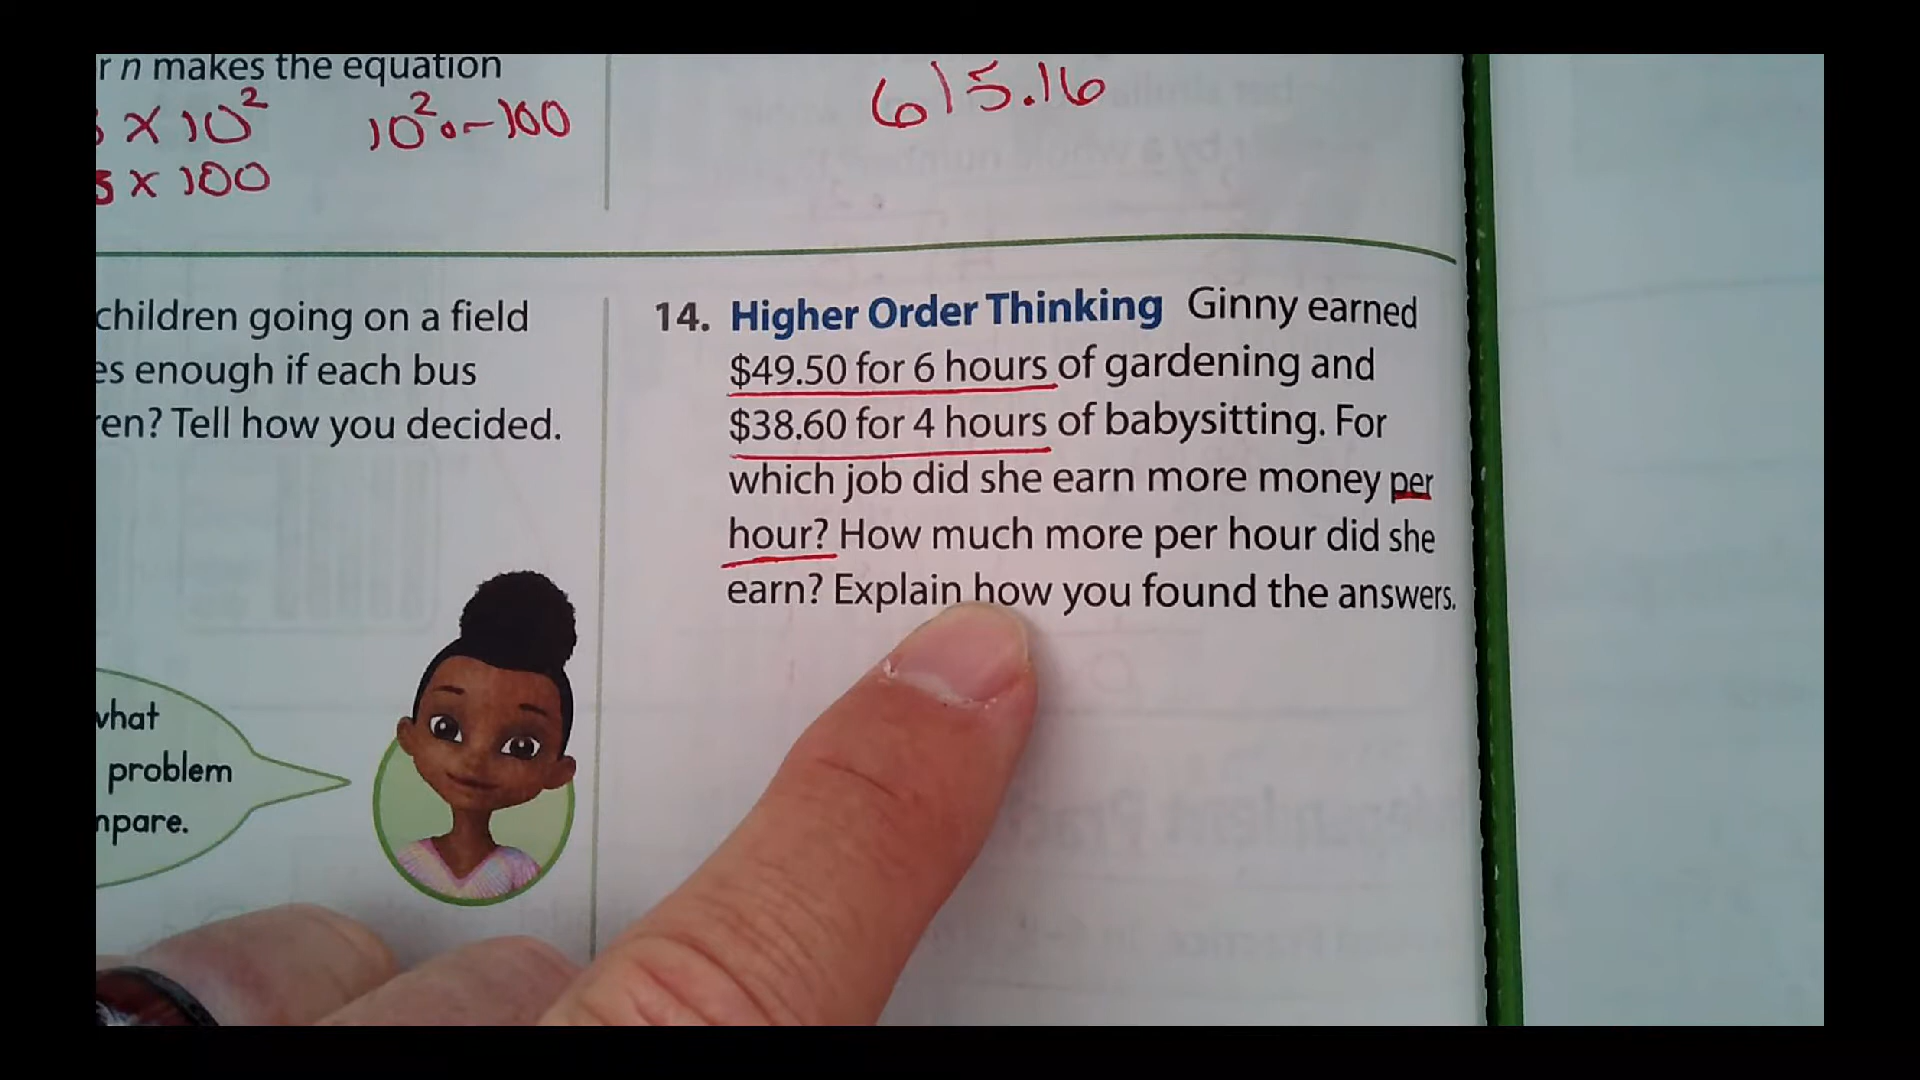 r n makes the equation
× 10² 10² = 100
5 × 100
615.16
children going on a field
es enough if each bus
ren? Tell how you decided.
what
problem
mpare.
14. Higher Order Thinking Ginny earned
$49.50 for 6 hours of gardening and
$38.60 for 4 hours of babysitting. For
which job did she earn more money per
hour? How much more per hour did she
earn? Explain how you found the answers.